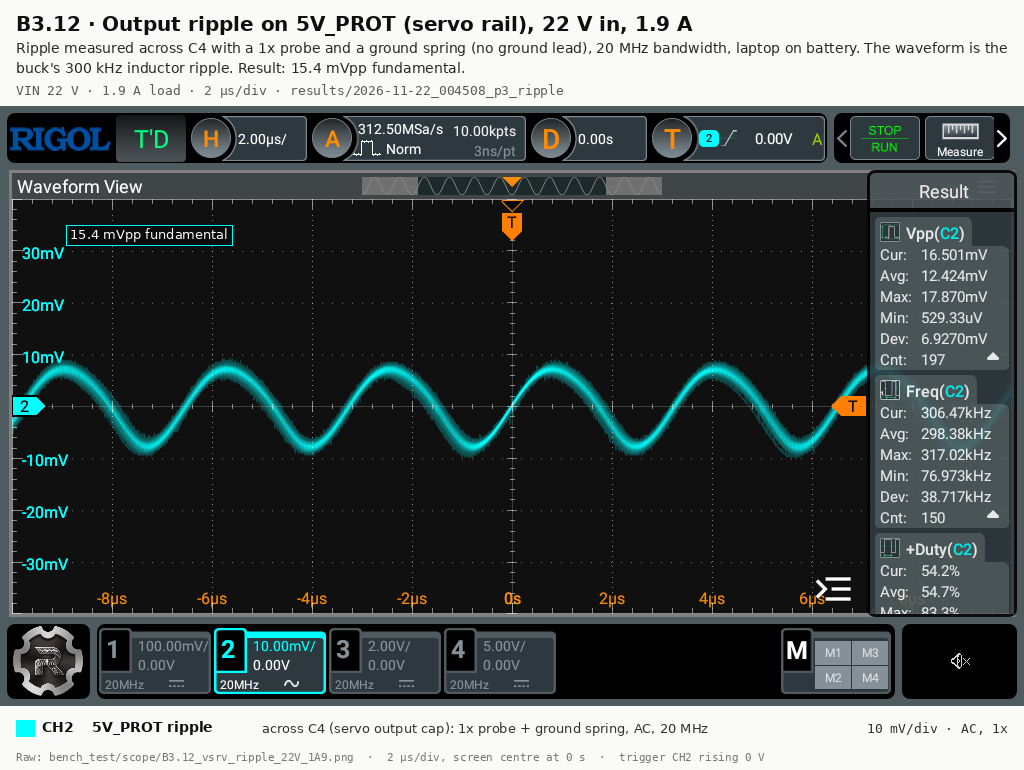 B3.12 · Output ripple on 5V_PROT (servo rail), 22 V in, 1.9 A
Ripple measured across C4 with a 1x probe and a ground spring (no ground lead), 20 MHz bandwidth, laptop on battery. The waveform is the
buck's 300 kHz inductor ripple. Result: 15.4 mVpp fundamental.
VIN 22 V · 1.9 A load · 2 µs/div · results/2026-11-22_004508_p3_ripple
RIGOL T'D H 2.00µs/ A 312.50MSa/s 10.00kpts D 0.00s T 2 0.00V A STOP
Norm 3ns/pt RUN Measure
Waveform View
Result
T
15.4 mVpp fundamental
30mV
20mV
10mV
2
T
-10mV
-20mV
-30mV
-8µs -6µs -4µs -2µs 0s 2µs 4µs 6µs
Vpp(C2)
Cur: 16.501mV
Avg: 12.424mV
Max: 17.870mV
Min: 529.33uV
Dev: 6.9270mV
Cnt: 197
Freq(C2)
Cur: 306.47kHz
Avg: 298.38kHz
Max: 317.02kHz
Min: 76.973kHz
Dev: 38.717kHz
Cnt: 150
+Duty(C2)
Cur: 54.2%
Avg: 54.7%
Max: 83.3%
R
1 100.00mV/ 0.00V 20MHz
2 10.00mV/ 0.00V 20MHz
3 2.00V/ 0.00V 20MHz
4 5.00V/ 0.00V 20MHz
M M1 M3
M2 M4
CH2 5V_PROT ripple across C4 (servo output cap): 1x probe + ground spring, AC, 20 MHz 10 mV/div · AC, 1x
Raw: bench_test/scope/B3.12_vsrv_ripple_22V_1A9.png · 2 µs/div, screen centre at 0 s · trigger CH2 rising 0 V